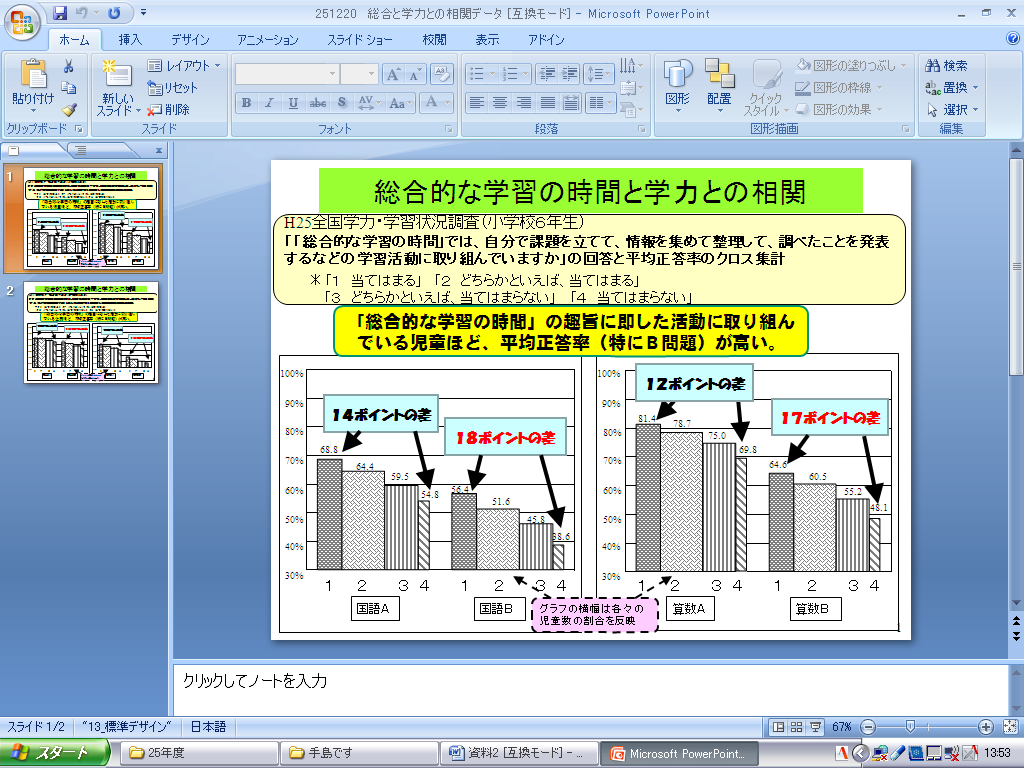 251220 総合と学力との相関データ [互換モード] - Microsoft PowerPoint
ホーム 挿入 デザイン アニメーション スライド ショー 校閲 表示 アドイン
貼り付け
新しい
スライド
レイアウト
リセット
削除
図形
配置
クイック
スタイル
図形の塗りつぶし
図形の枠線
図形の効果
検索
置換
選択
クリップボード スライド フォント 段落 図形描画 編集
1
2
総合的な学習の時間と学力との相関
H25全国学力・学習状況調査(小学校6年生)
「「総合的な学習の時間」では、自分で課題を立てて、情報を集めて整理して、調べたことを発表
するなどの学習活動に取り組んでいますか」の回答と平均正答率のクロス集計
＊「1 当てはまる」「2 どちらかといえば、当てはまる」
「3 どちらかといえば、当てはまらない」「4 当てはまらない」
「総合的な学習の時間」の趣旨に即した活動に取り組ん
でいる児童ほど、平均正答率（特にＢ問題）が高い。
100%
90%
80%
70%
60%
50%
40%
30%
14ポイントの差
18ポイントの差
68.8
64.4
59.5
54.8
56.4
51.6
45.8
38.6
1 2 3 4 1 2 3 4
国語A 国語B
100%
90%
80%
70%
60%
50%
40%
30%
12ポイントの差
17ポイントの差
81.4
78.7
75.0
69.8
64.6
60.5
55.2
48.1
1 2 3 4 1 2 3 4
算数A 算数B
グラフの横幅は各々の
児童数の割合を反映
1
クリックしてノートを入力
スライド 1/2 "13_標準デザイン" 日本語 67%
スタート 25年度 手島です 資料2 [互換モード] - ... Microsoft PowerPoint... 13:53